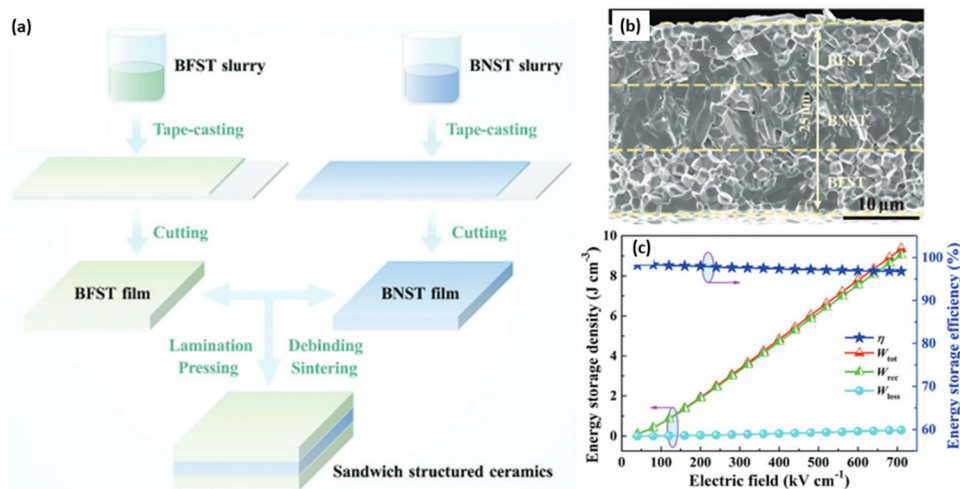 (a)
BFST slurry
BNST slurry
Tape-casting
Tape-casting
Cutting
Cutting
BFST film
BNST film
Lamination
Pressing
Debinding
Sintering
Sandwich structured ceramics
(b)
BFST
BNST
BFST
25 μm
10 μm
(c)
Energy storage density (J cm⁻³)
10
8
6
4
2
0
Energy storage efficiency (%)
100
90
80
70
60
η
W_tot
W_rec
W_loss
0 100 200 300 400 500 600 700
Electric field (kV cm⁻¹)